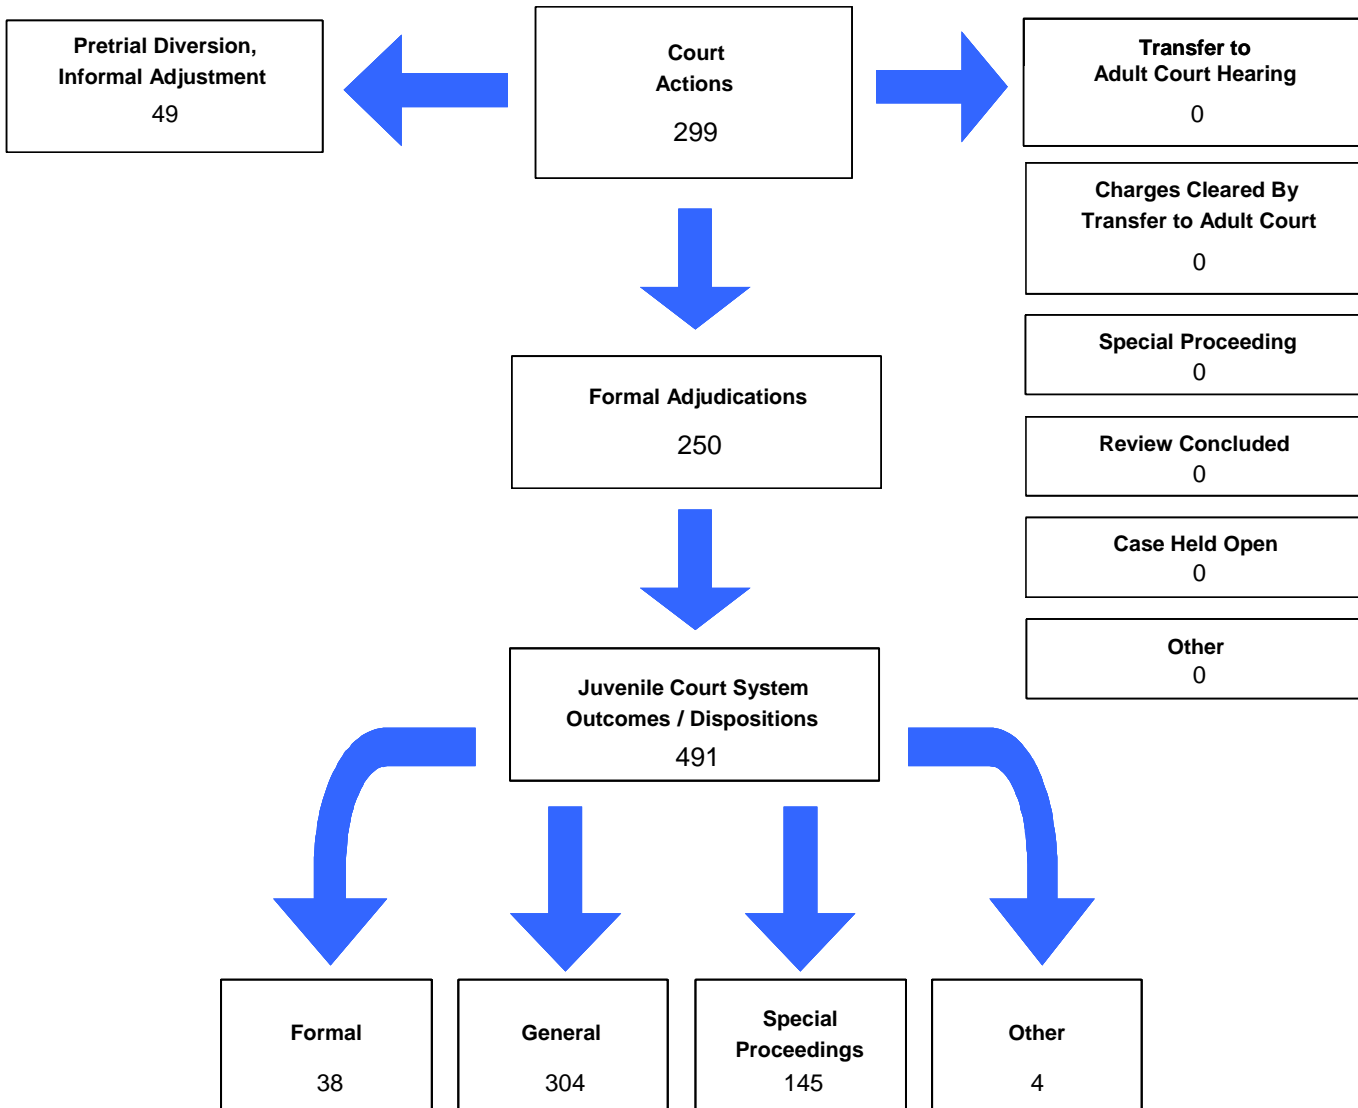 Pretrial Diversion,
Informal Adjustment
49
Court
Actions
299
Transfer to
Adult Court Hearing
0
Charges Cleared By
Transfer to Adult Court
0
Special Proceeding
0
Review Concluded
0
Case Held Open
0
Other
0
Formal Adjudications
250
Juvenile Court System
Outcomes / Dispositions
491
Formal
38
General
304
Special
Proceedings
145
Other
4